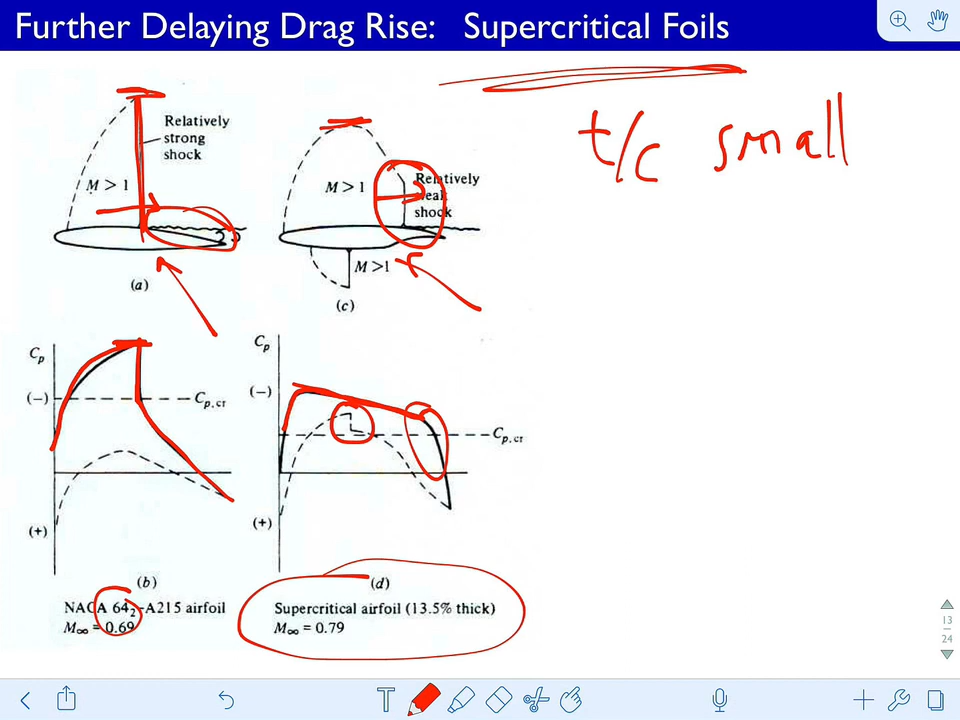 Further Delaying Drag Rise: Supercritical Foils
t/c small
Relatively
strong
shock
M > 1
(a)
M > 1
Relatively
weak
shock
M > 1
(c)
Cp
(−)
Cp,cr
(+)
(b)
NACA 64₂-A215 airfoil
M∞ = 0.69
Cp
(−)
Cp,cr
(+)
(d)
Supercritical airfoil (13.5% thick)
M∞ = 0.79
13
24
T